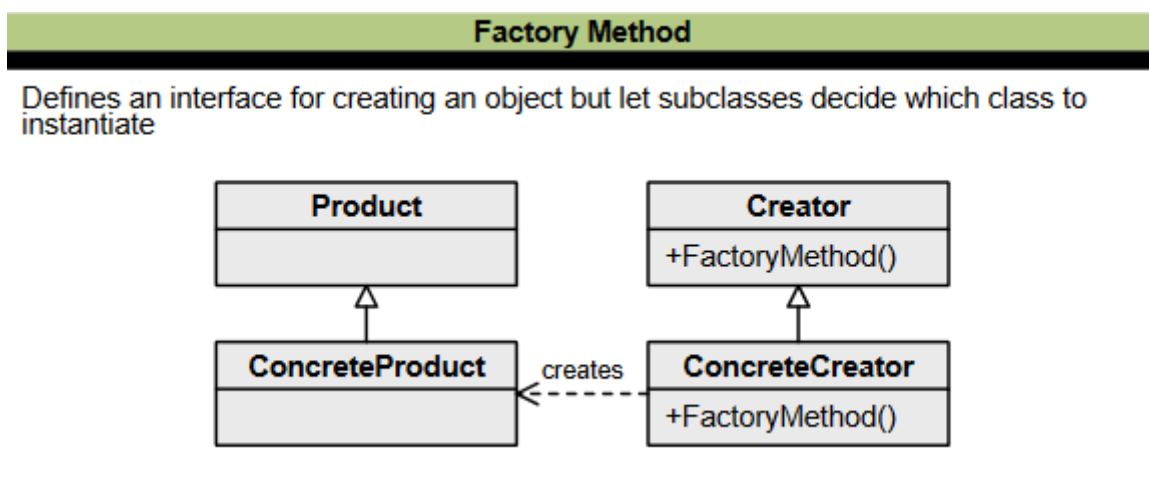 Factory Method
Defines an interface for creating an object but let subclasses decide which class to
instantiate
Product
Creator
+FactoryMethod()
ConcreteProduct
creates
ConcreteCreator
+FactoryMethod()